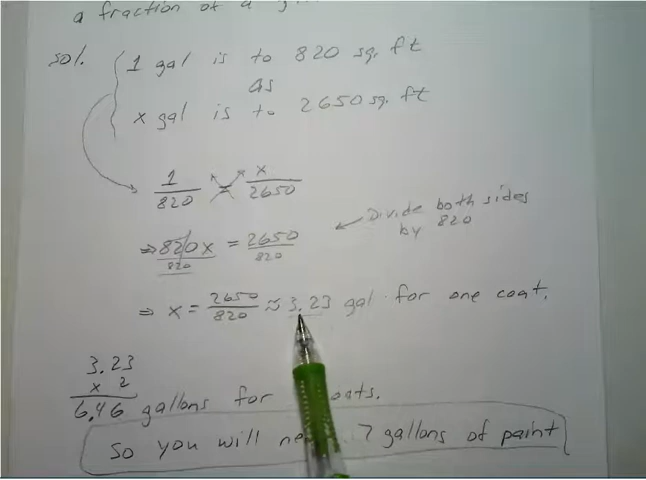 a fraction of a
sol. 1 gal is to 820 sq. ft
as
x gal is to 2650 sq. ft
1/820 = x/2650
Divide both sides
by 820
⇒ 820x/820 = 2650/820
⇒ x = 2650/820 ≈ 3.23 gal for one coat.
3.23
x 2
6.46 gallons for oats.
So you will ne 7 gallons of paint